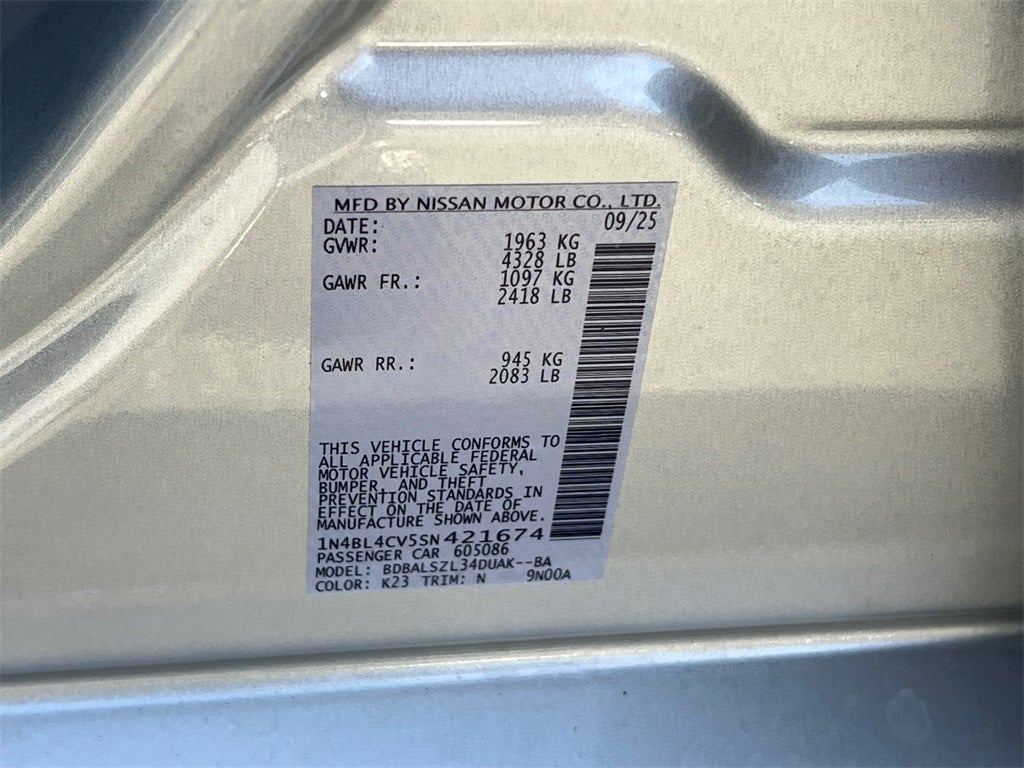 MFD BY NISSAN MOTOR CO., LTD.
DATE: 09/25
GVWR: 1963 KG
4328 LB
GAWR FR.: 1097 KG
2418 LB
GAWR RR.: 945 KG
2083 LB
THIS VEHICLE CONFORMS TO
ALL APPLICABLE FEDERAL
MOTOR VEHICLE SAFETY,
BUMPER, AND THEFT
PREVENTION STANDARDS IN
EFFECT ON THE DATE OF
MANUFACTURE SHOWN ABOVE.
1N4BL4CV5SN421674
PASSENGER CAR 605086
MODEL: BDBALSZL34DUAK--BA
COLOR: K23 TRIM: N 9N00A